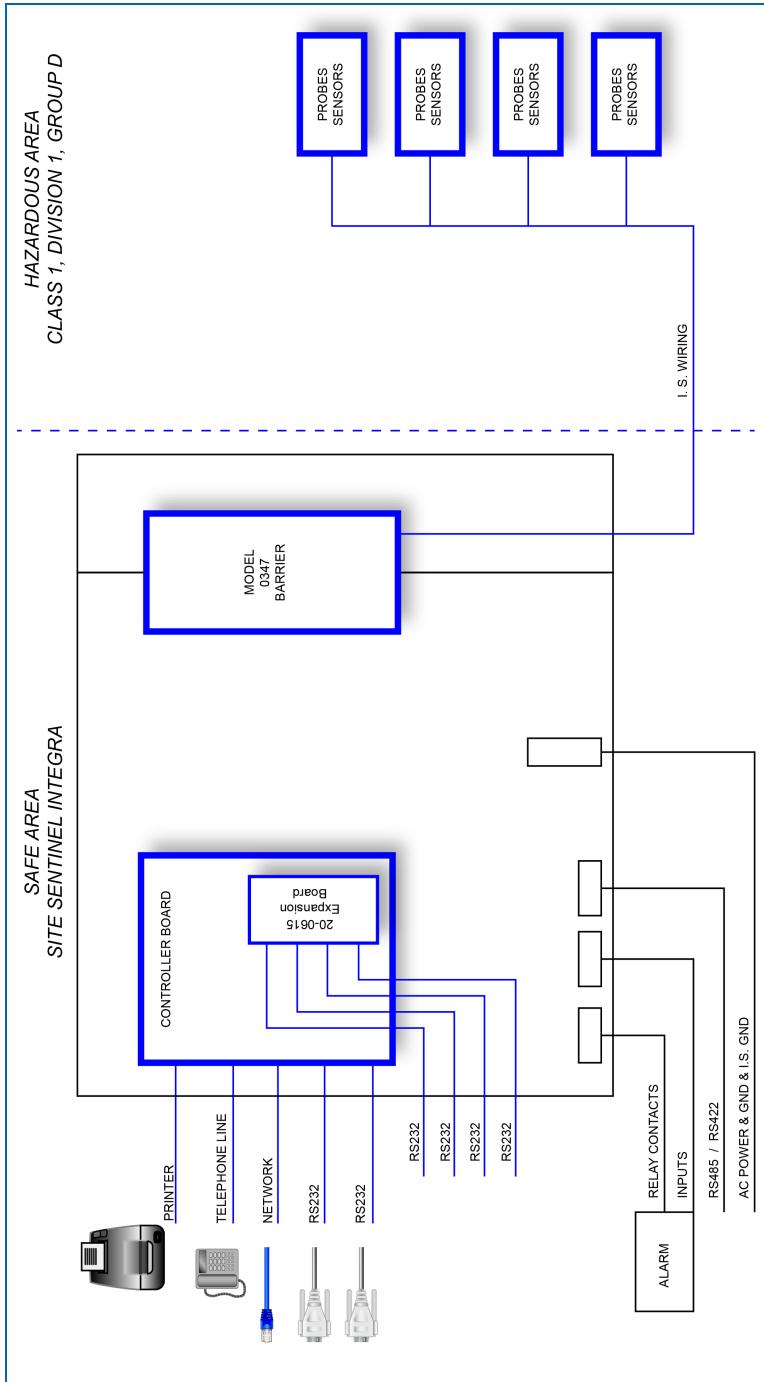 SAFE AREA
SITE SENTINEL INTEGRA
HAZARDOUS AREA
CLASS 1, DIVISION 1, GROUP D
PRINTER
TELEPHONE LINE
NETWORK
RS232
RS232
CONTROLLER BOARD
20-0615
Expansion
Board
RS232
RS232
RS232
RS232
MODEL
0347
BARRIER
PROBES
SENSORS
PROBES
SENSORS
PROBES
SENSORS
PROBES
SENSORS
I. S. WIRING
ALARM
RELAY CONTACTS
INPUTS
RS485 / RS422
AC POWER & GND & I.S. GND